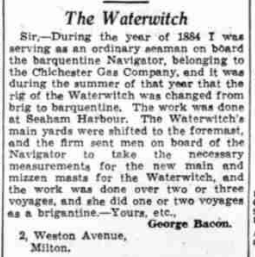 The Waterwitch
Sir,—During the year of 1884 I was
serving as an ordinary seaman on board
the barquentine Navigator, belonging to
the Chichester Gas Company, and it was
during the summer of that year that the
rig of the Waterwitch was changed from
brig to barquentine. The work was done
at Seaham Harbour. The Waterwitch's
main yards were shifted to the foremast,
and the firm sent men on board of the
Navigator to take the necessary
measurements for the new main and
mizzen masts for the Waterwitch, and
the work was done over two or three
voyages, and she did one or two voyages
as a brigantine.—Yours, etc.,
George Bacon.
2, Weston Avenue,
Milton.